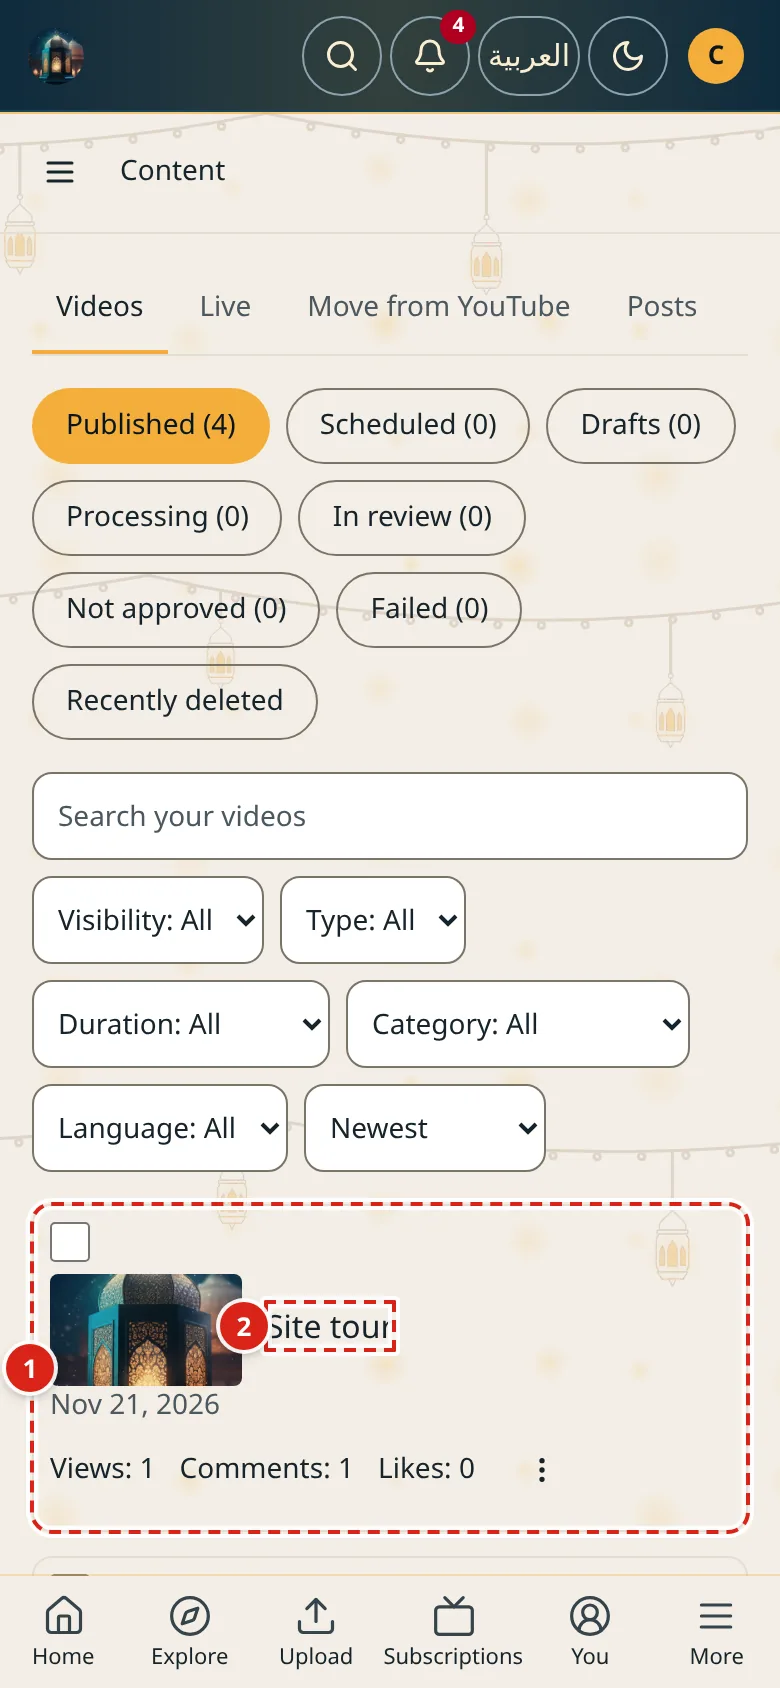 4
العربية
C
Content
Videos Live Move from YouTube Posts
Published (4) Scheduled (0) Drafts (0)
Processing (0) In review (0)
Not approved (0) Failed (0)
Recently deleted
Search your videos
Visibility: All Type: All
Duration: All Category: All
Language: All Newest
2 Site tour
1
Nov 21, 2026
Views: 1 Comments: 1 Likes: 0
Home Explore Upload Subscriptions You More